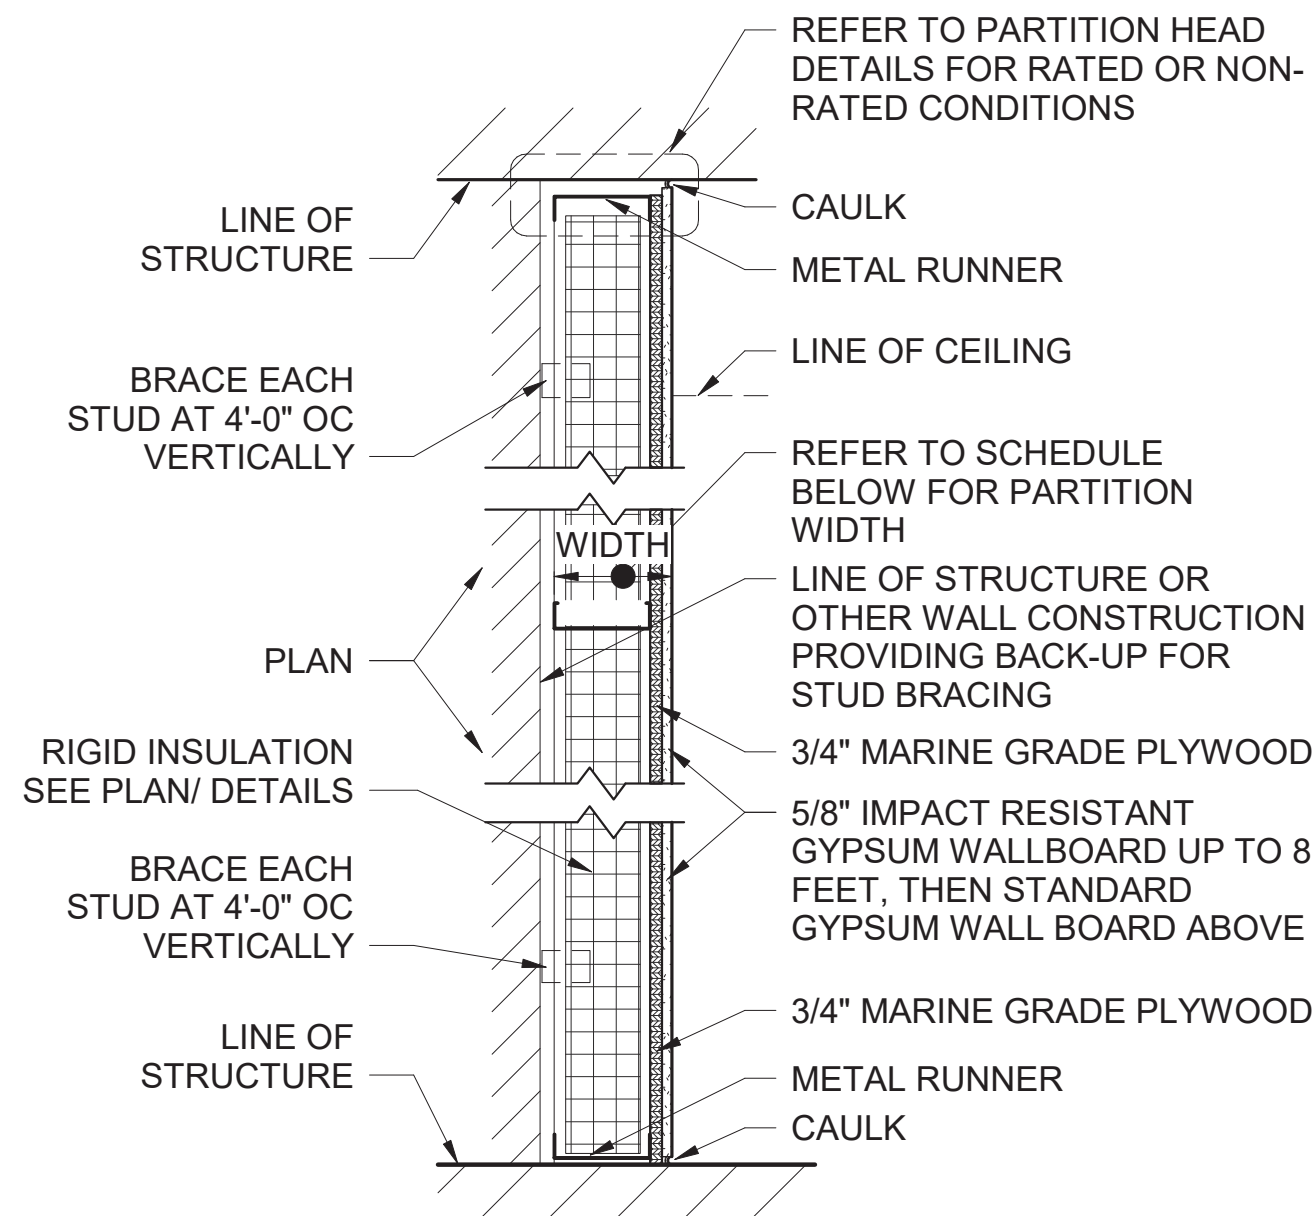 REFER TO PARTITION HEAD
DETAILS FOR RATED OR NON-
RATED CONDITIONS
LINE OF
STRUCTURE
CAULK
METAL RUNNER
LINE OF CEILING
BRACE EACH
STUD AT 4'-0" OC
VERTICALLY
REFER TO SCHEDULE
BELOW FOR PARTITION
WIDTH
WIDTH
LINE OF STRUCTURE OR
OTHER WALL CONSTRUCTION
PROVIDING BACK-UP FOR
STUD BRACING
PLAN
RIGID INSULATION
SEE PLAN/ DETAILS
3/4" MARINE GRADE PLYWOOD
5/8" IMPACT RESISTANT
GYPSUM WALLBOARD UP TO 8
FEET, THEN STANDARD
GYPSUM WALL BOARD ABOVE
BRACE EACH
STUD AT 4'-0" OC
VERTICALLY
3/4" MARINE GRADE PLYWOOD
LINE OF
STRUCTURE
METAL RUNNER
CAULK